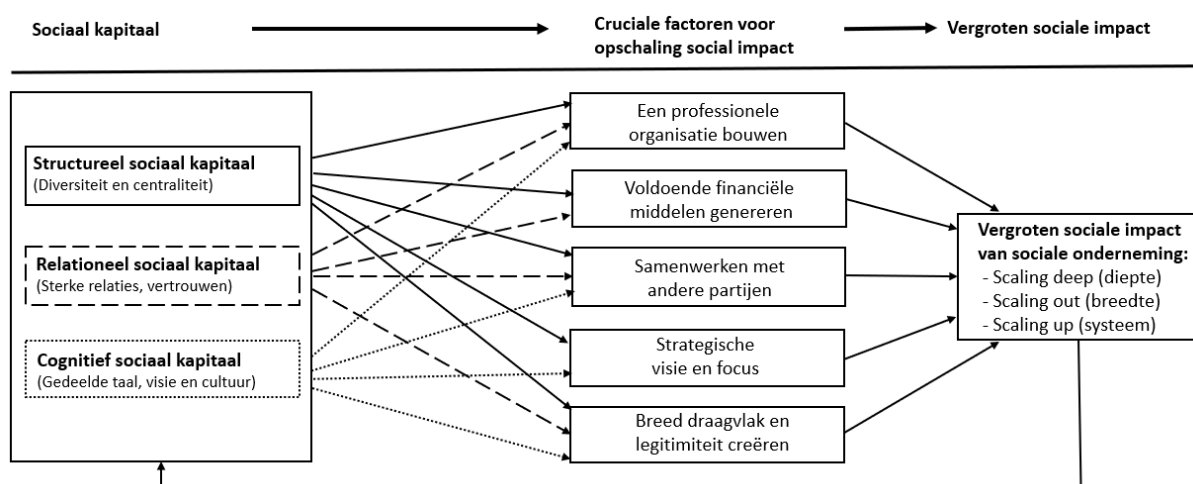 Sociaal kapitaal
Cruciale factoren voor
opschaling social impact
Vergroten sociale impact
Structureel sociaal kapitaal
(Diversiteit en centraliteit)
Relationeel sociaal kapitaal
(Sterke relaties, vertrouwen)
Cognitief sociaal kapitaal
(Gedeelde taal, visie en cultuur)
Een professionele
organisatie bouwen
Voldoende financiële
middelen genereren
Samenwerken met
andere partijen
Strategische
visie en focus
Breed draagvlak en
legitimiteit creëren
Vergroten sociale impact
van sociale onderneming:
- Scaling deep (diepte)
- Scaling out (breedte)
- Scaling up (systeem)